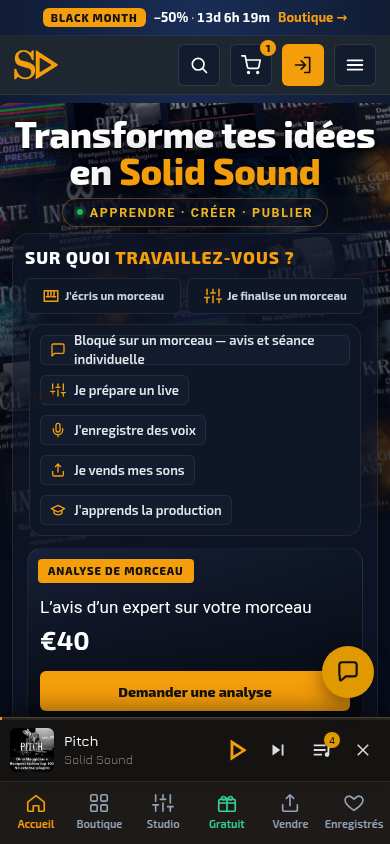 BLACK MONTH –50% · 13d 6h 19m Boutique →
SD
1
Transforme tes idées
en Solid Sound
APPRENDRE · CRÉER · PUBLIER
SUR QUOI TRAVAILLEZ-VOUS ?
J'écris un morceau
Je finalise un morceau
Bloqué sur un morceau — avis et séance
individuelle
Je prépare un live
J'enregistre des voix
Je vends mes sons
J'apprends la production
ANALYSE DE MORCEAU
L'avis d'un expert sur votre morceau
€40
Demander une analyse
PITCH
Pitch
Solid Sound
4
Accueil Boutique Studio Gratuit Vendre Enregistrés